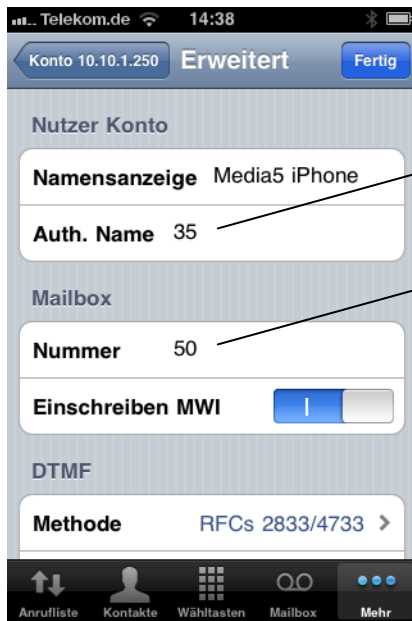 Telekom.de 14:38
Konto 10.10.1.250 Erweitert Fertig
Nutzer Konto
Namensanzeige Media5 iPhone
Auth. Name 35
Mailbox
Nummer 50
Einschreiben MWI
DTMF
Methode RFCs 2833/4733
Anrufliste Kontakte Wähltasten Mailbox Mehr